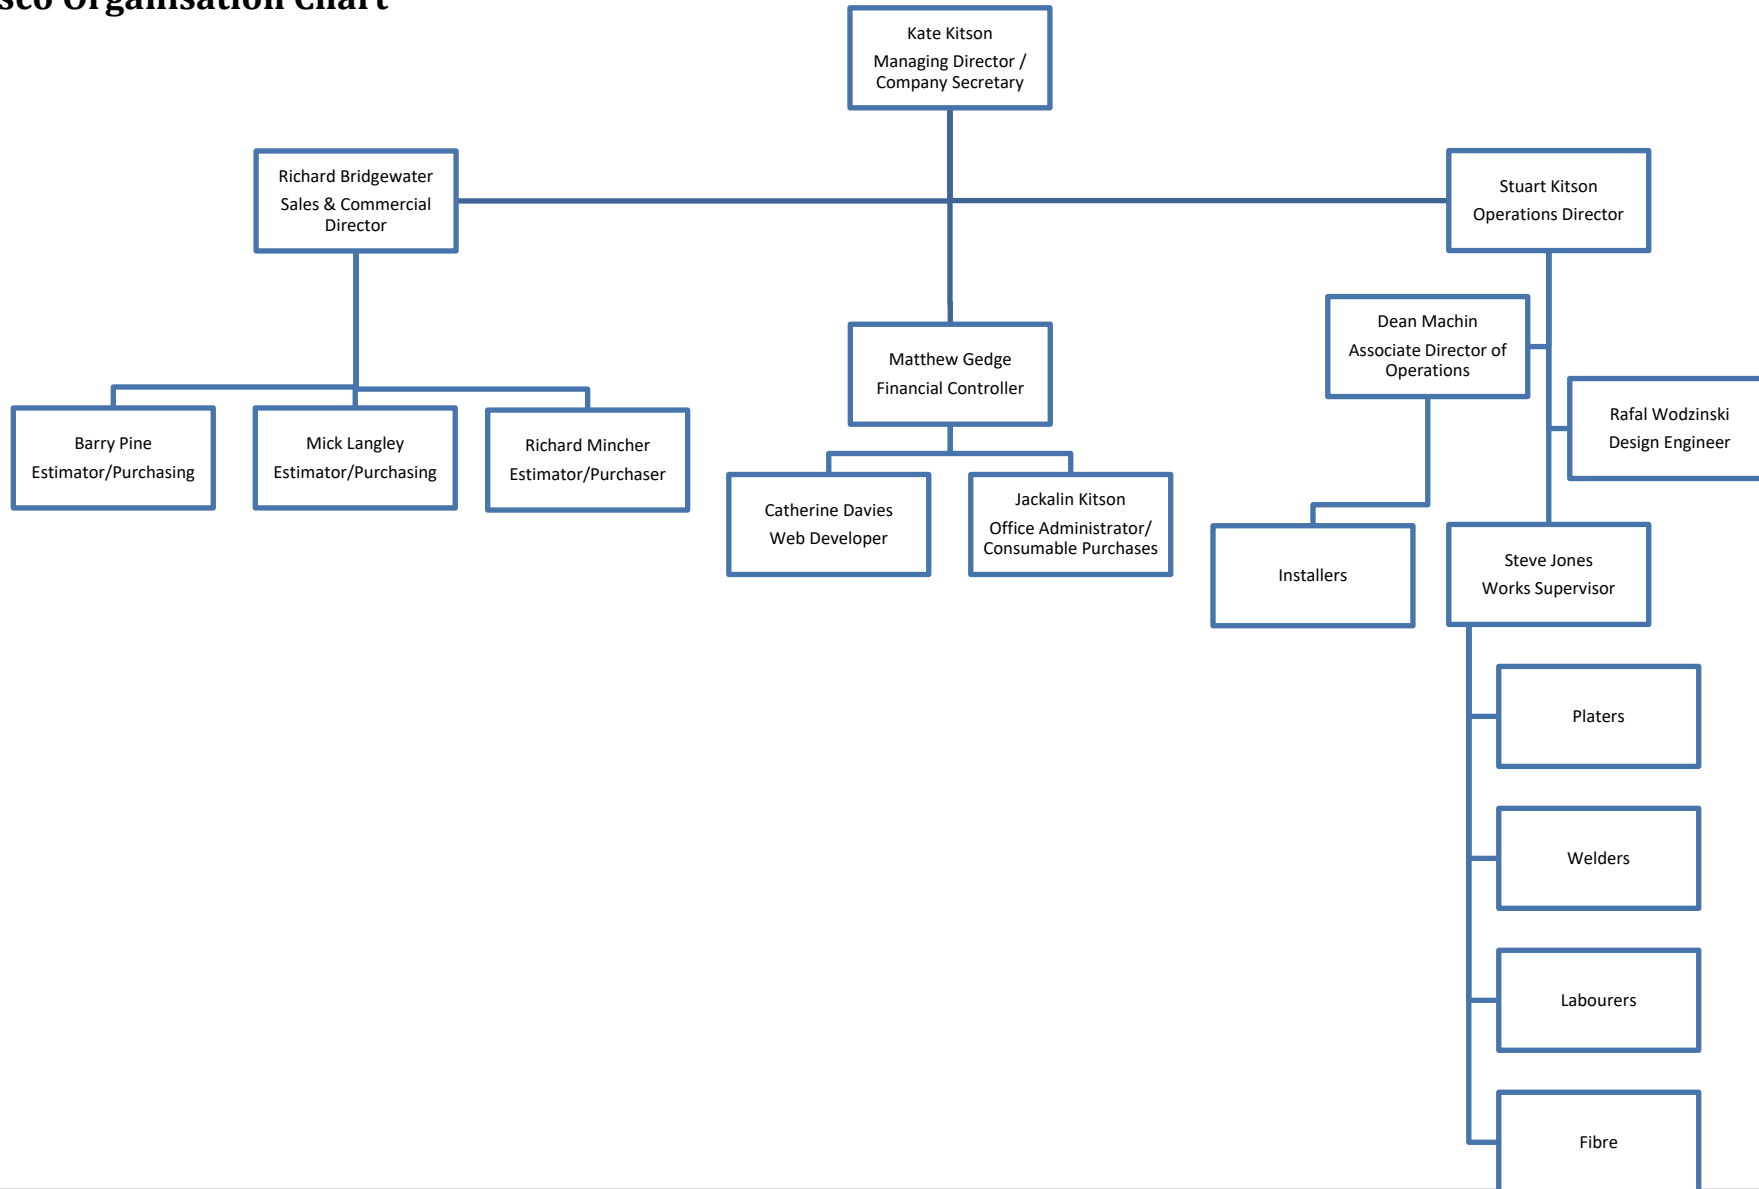 sco Organisation Chart
Kate Kitson
Managing Director /
Company Secretary
Richard Bridgewater
Sales & Commercial
Director
Stuart Kitson
Operations Director
Matthew Gedge
Financial Controller
Dean Machin
Associate Director of
Operations
Rafal Wodzinski
Design Engineer
Barry Pine
Estimator/Purchasing
Mick Langley
Estimator/Purchasing
Richard Mincher
Estimator/Purchaser
Catherine Davies
Web Developer
Jackalin Kitson
Office Administrator/
Consumable Purchases
Installers
Steve Jones
Works Supervisor
Platers
Welders
Labourers
Fibre